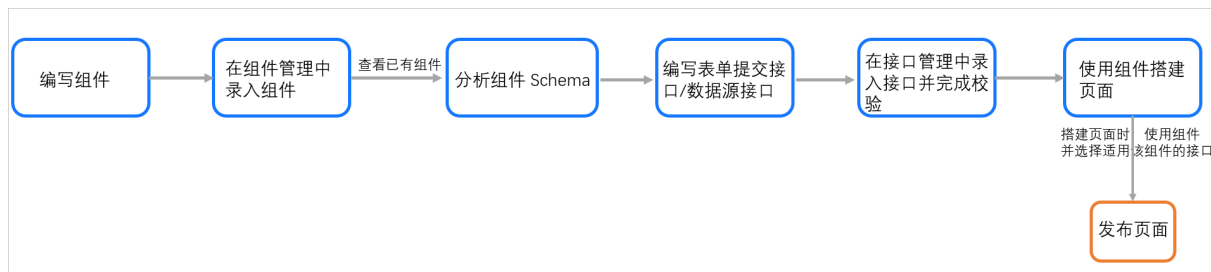 编写组件
在组件管理中
录入组件
查看已有组件
分析组件 Schema
编写表单提交接
口/数据源接口
在接口管理中录
入接口并完成校
验
使用组件搭建
页面
搭建页面时 使用组件
并选择适用该组件的接口
发布页面